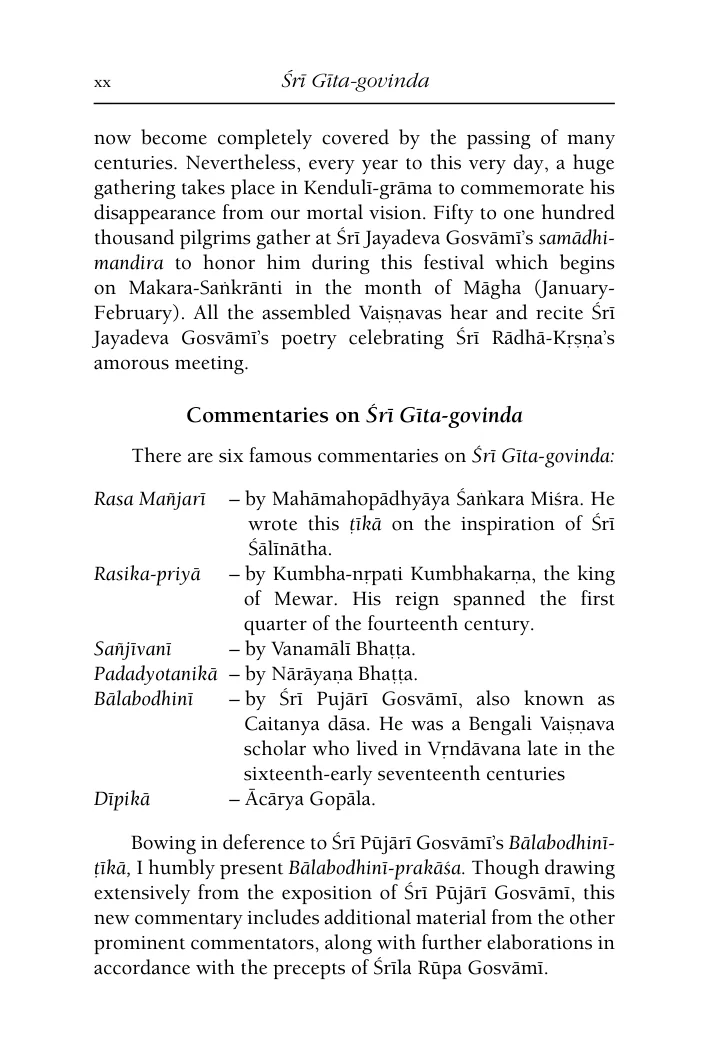 xx Śrī Gīta-govinda
now become completely covered by the passing of many
centuries. Nevertheless, every year to this very day, a huge
gathering takes place in Kendulī-grāma to commemorate his
disappearance from our mortal vision. Fifty to one hundred
thousand pilgrims gather at Śrī Jayadeva Gosvāmī’s samādhi-
mandira to honor him during this festival which begins
on Makara-Saṅkrānti in the month of Māgha (January-
February). All the assembled Vaiṣṇavas hear and recite Śrī
Jayadeva Gosvāmī’s poetry celebrating Śrī Rādhā-Kṛṣṇa’s
amorous meeting.
Commentaries on Śrī Gīta-govinda
There are six famous commentaries on Śrī Gīta-govinda:
Rasa Mañjarī – by Mahāmahopādhyāya Śaṅkara Miśra. He
wrote this ṭīkā on the inspiration of Śrī
Śālīnātha.
Rasika-priyā – by Kumbha-nṛpati Kumbhakarṇa, the king
of Mewar. His reign spanned the first
quarter of the fourteenth century.
Sañjīvanī – by Vanamālī Bhaṭṭa.
Padadyotanikā – by Nārāyaṇa Bhaṭṭa.
Bālabodhinī – by Śrī Pujārī Gosvāmī, also known as
Caitanya dāsa. He was a Bengali Vaiṣṇava
scholar who lived in Vṛndāvana late in the
sixteenth-early seventeenth centuries
Dīpikā – Ācārya Gopāla.
Bowing in deference to Śrī Pūjārī Gosvāmī’s Bālabodhinī-
ṭīkā, I humbly present Bālabodhinī-prakāśa. Though drawing
extensively from the exposition of Śrī Pūjārī Gosvāmī, this
new commentary includes additional material from the other
prominent commentators, along with further elaborations in
accordance with the precepts of Śrīla Rūpa Gosvāmī.